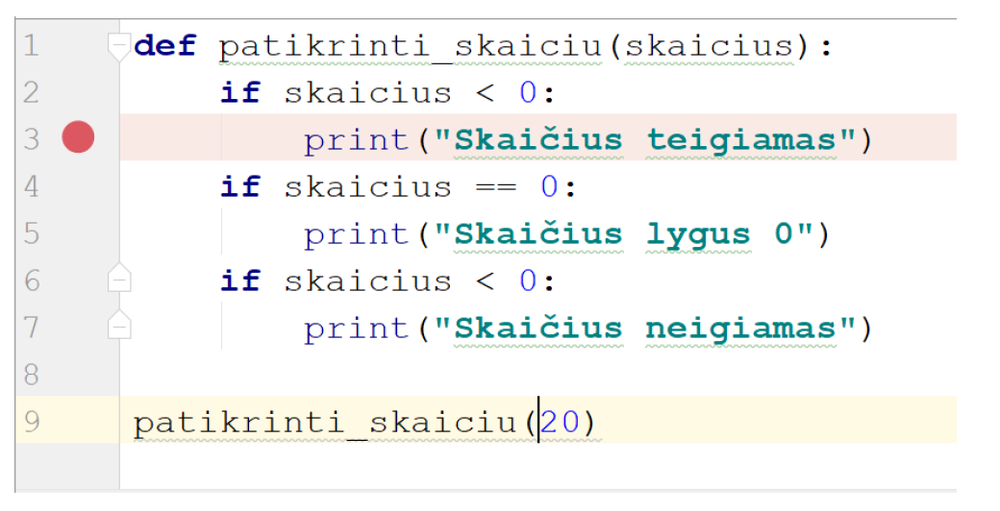 1 def patikrinti_skaiciu(skaicius):
2     if skaicius < 0:
3         print("Skaičius teigiamas")
4     if skaicius == 0:
5         print("Skaičius lygus 0")
6     if skaicius < 0:
7         print("Skaičius neigiamas")
8
9 patikrinti_skaiciu(20)